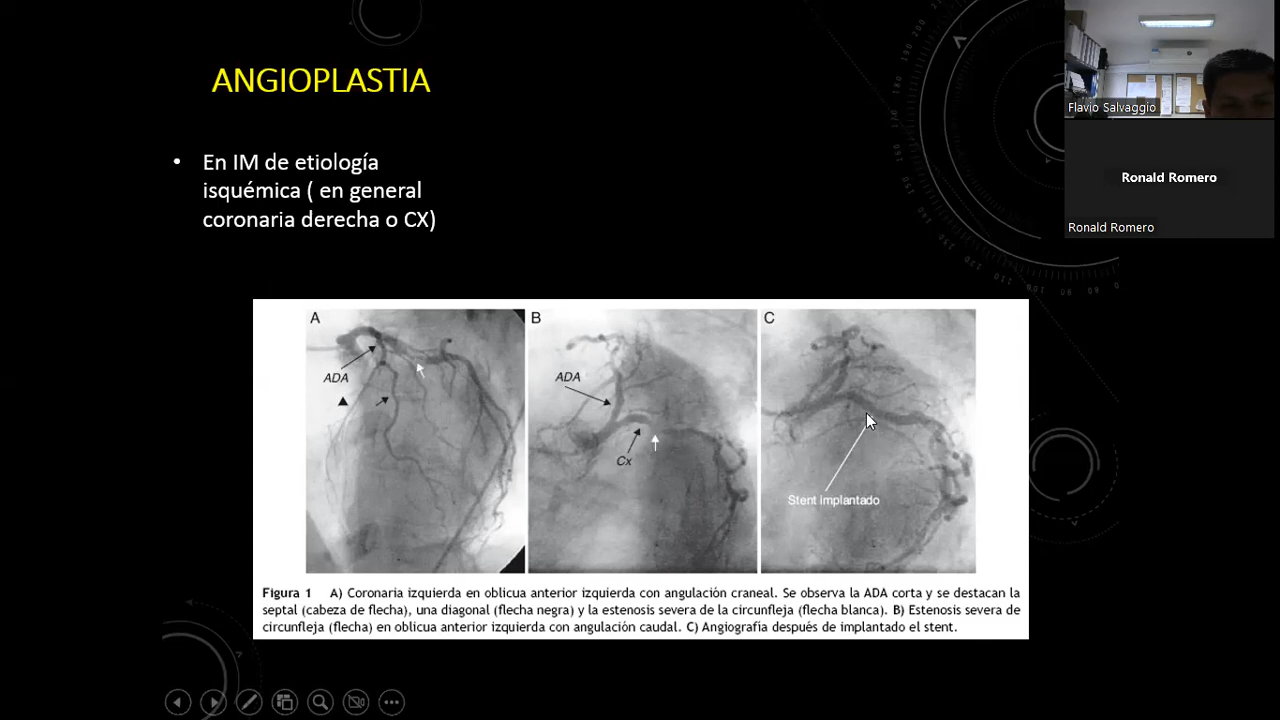 ANGIOPLASTIA
• En IM de etiología
isquémica ( en general
coronaria derecha o CX)
Flavio Salvaggio
Ronald Romero
Ronald Romero
A
ADA
B
ADA
Cx
C
Stent implantado
Figura 1 A) Coronaria izquierda en oblicua anterior izquierda con angulación craneal. Se observa la ADA corta y se destacan la
septal (cabeza de flecha), una diagonal (flecha negra) y la estenosis severa de la circunfleja (flecha blanca). B) Estenosis severa de
circunfleja (flecha) en oblicua anterior izquierda con angulación caudal. C) Angiografía después de implantado el stent.